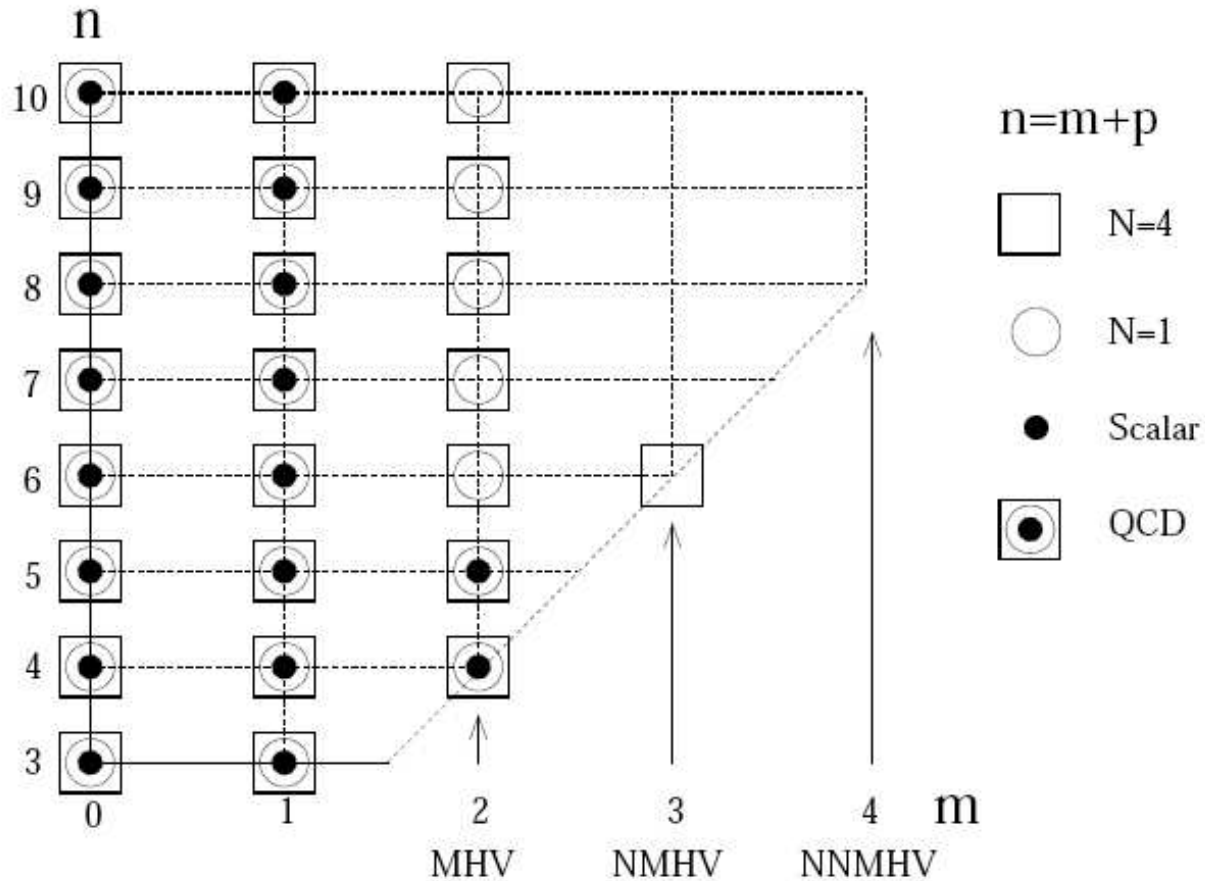 n
10
9
8
7
6
5
4
3
0 1 2 3 4 m
MHV NMHV NNMHV
n=m+p
N=4
N=1
Scalar
QCD